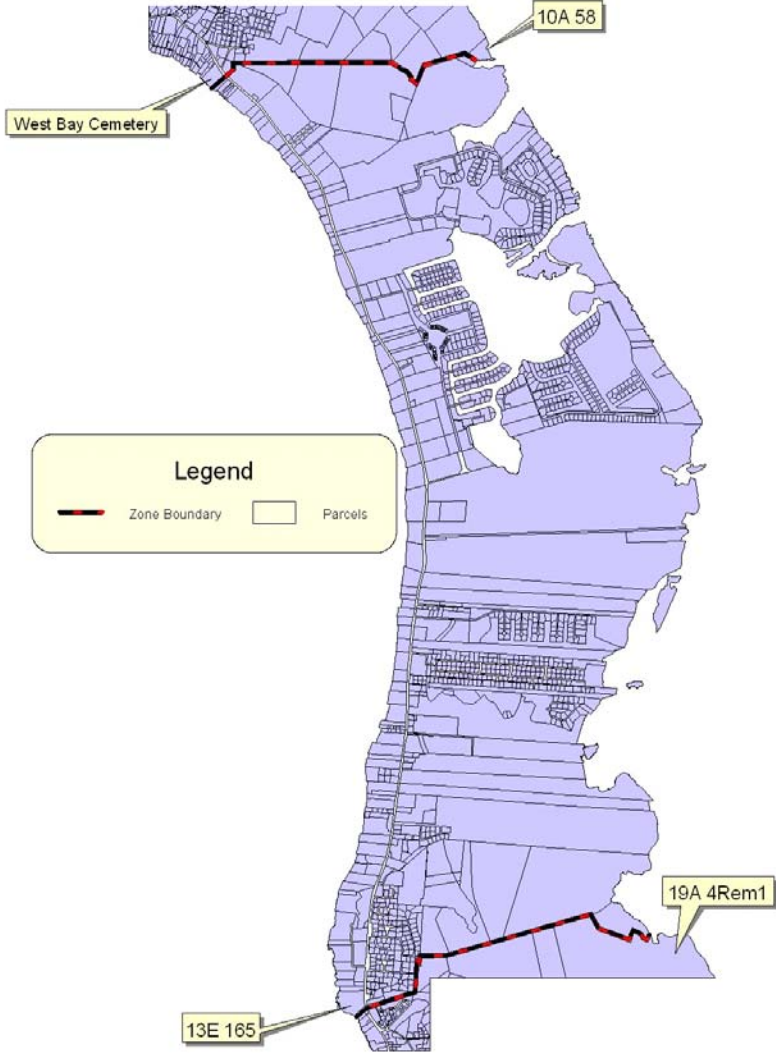 10A 58
West Bay Cemetery
Legend
Zone Boundary
Parcels
19A 4Rem1
13E 165